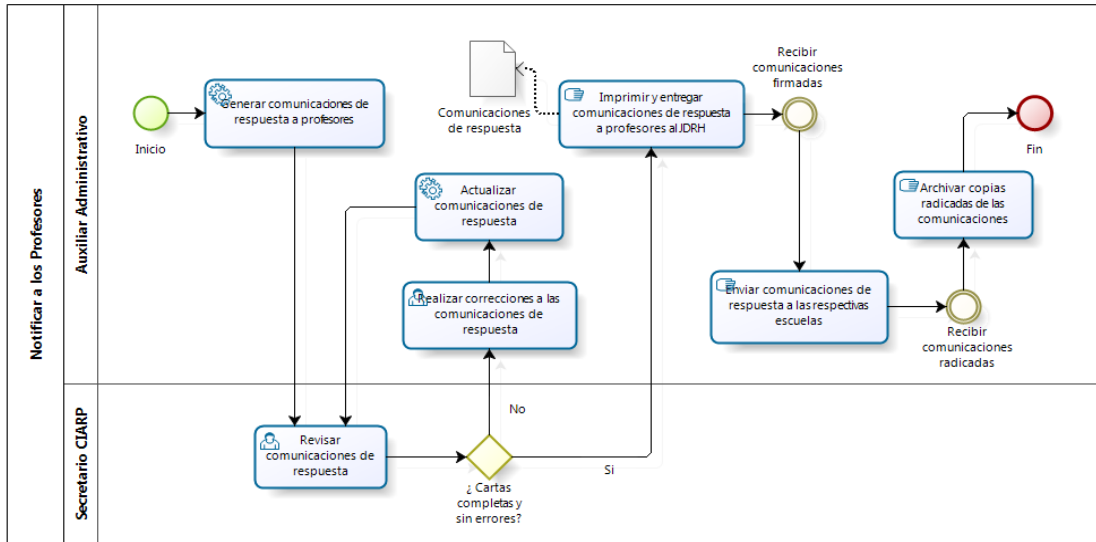 Notificar a los Profesores
Auxiliar Administrativo
Inicio
Generar comunicaciones de
respuesta a profesores
Comunicaciones
de respuesta
Imprimir y entregar
comunicaciones de respuesta
a profesores al JDRH
Recibir
comunicaciones
firmadas
Fin
Actualizar
comunicaciones de
respuesta
Archivar copias
radicadas de las
comunicaciones
Realizar correcciones a las
comunicaciones de
respuesta
Enviar comunicaciones de
respuesta a las respectivas
escuelas
Recibir
comunicaciones
radicadas
Secretario CIARP
No
Revisar
comunicaciones de
respuesta
Si
¿ Cartas
completas y
sin errores?